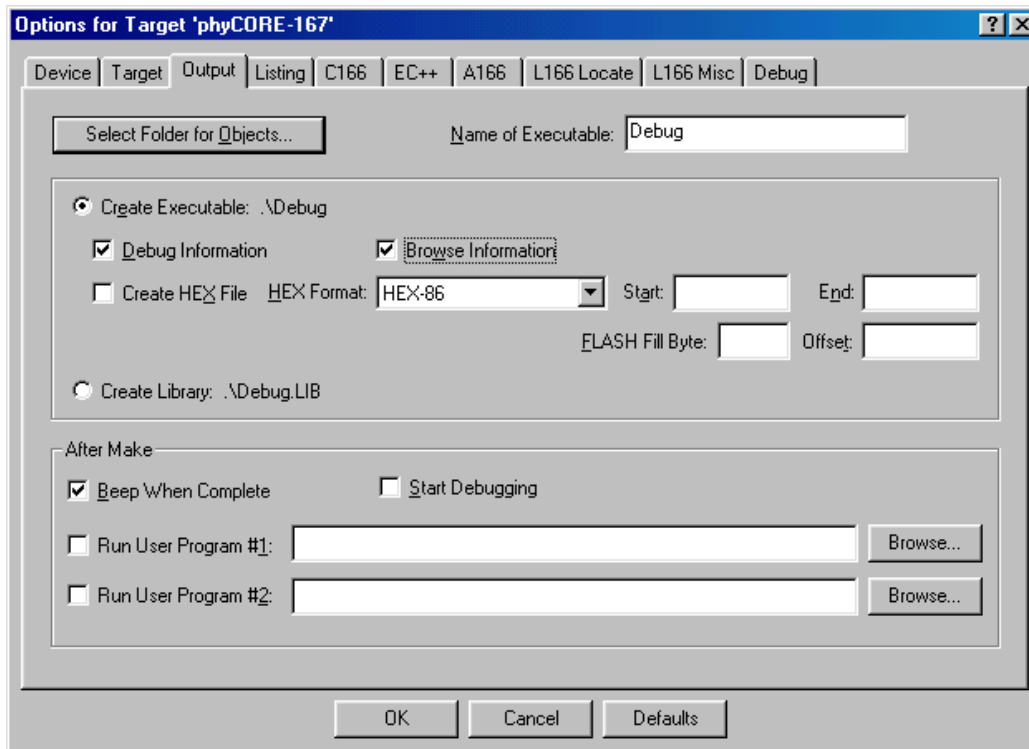 Options for Target 'phyCORE-167'
Device Target Output Listing C166 EC++ A166 L166 Locate L166 Misc Debug
Select Folder for Objects... Name of Executable: Debug
Create Executable: .\Debug
Debug Information Browse Information
Create HEX File HEX Format: HEX-86 Start: End:
FLASH Fill Byte: Offset:
Create Library: .\Debug.LIB
After Make
Beep When Complete Start Debugging
Run User Program #1: Browse...
Run User Program #2: Browse...
OK Cancel Defaults